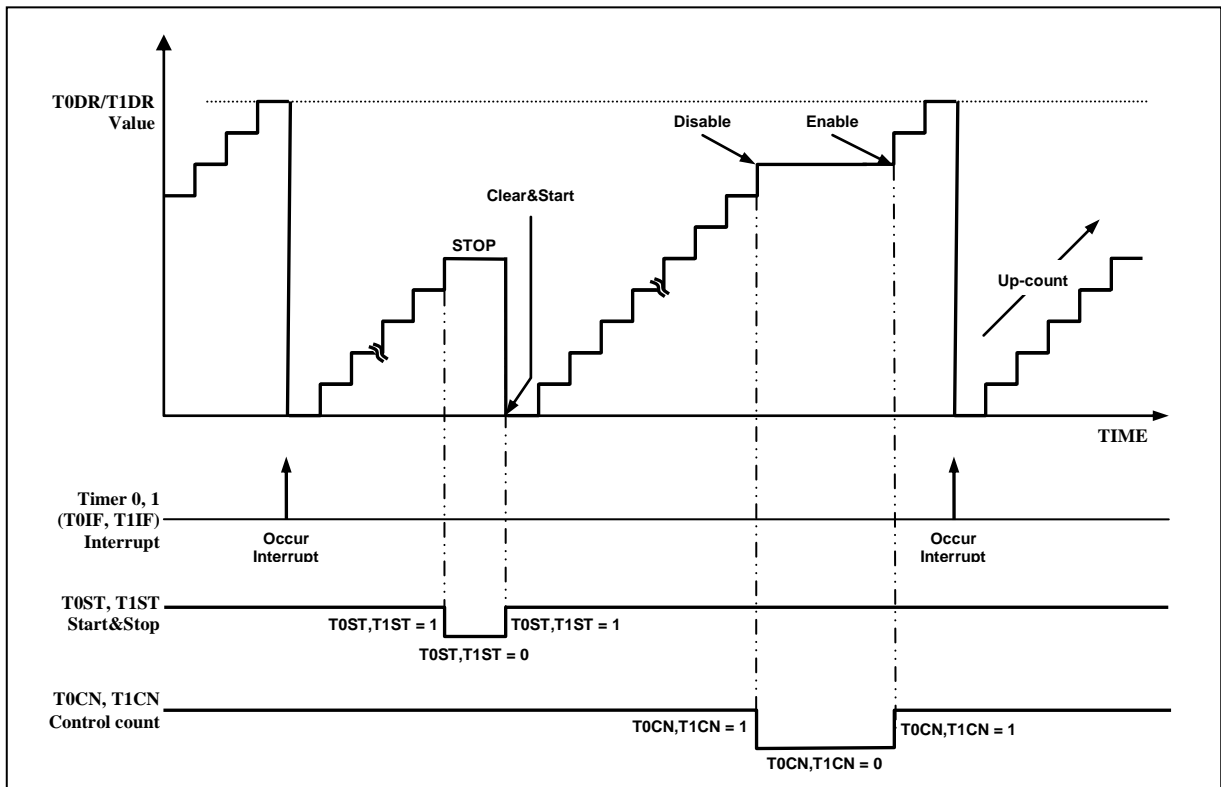 T0DR/T1DR
Value
Disable
Enable
Clear&Start
STOP
Up-count
TIME
Timer 0, 1
(T0IF, T1IF)
Interrupt
Occur
Interrupt
Occur
Interrupt
T0ST, T1ST
Start&Stop
T0ST,T1ST = 1
T0ST,T1ST = 1
T0ST,T1ST = 0
T0CN, T1CN
Control count
T0CN,T1CN = 1
T0CN,T1CN = 1
T0CN,T1CN = 0